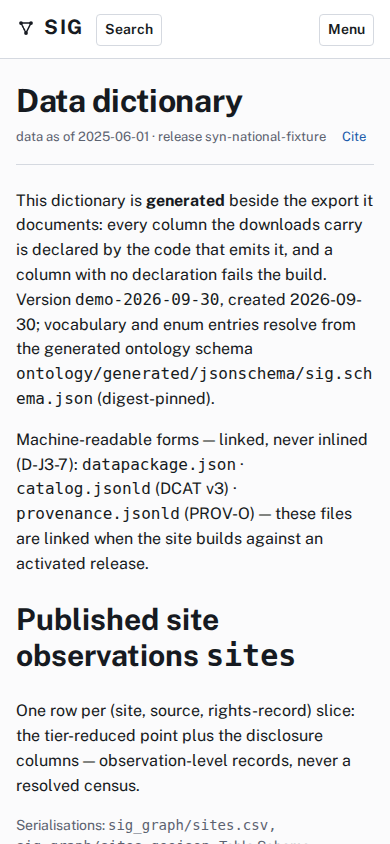 SIG
Search
Menu
Data dictionary
data as of 2025-06-01 · release syn-national-fixture
Cite
This dictionary is generated beside the export it
documents: every column the downloads carry
is declared by the code that emits it, and a
column with no declaration fails the build.
Version demo-2026-09-30, created 2026-09-
30; vocabulary and enum entries resolve from
the generated ontology schema
ontology/generated/jsonschema/sig.sch
ema.json (digest-pinned).
Machine-readable forms — linked, never inlined
(D-J3-7): datapackage.json ·
catalog.jsonld (DCAT v3) ·
provenance.jsonld (PROV-O) — these files
are linked when the site builds against an
activated release.
Published site
observations sites
One row per (site, source, rights-record) slice:
the tier-reduced point plus the disclosure
columns — observation-level records, never a
resolved census.
Serialisations: sig_graph/sites.csv,